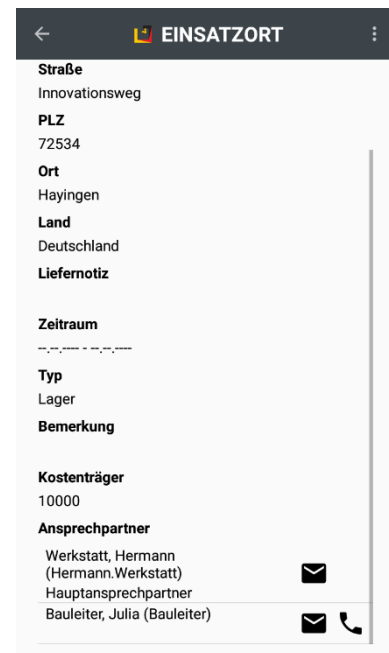 EINSATZORT
Straße
Innovationsweg
PLZ
72534
Ort
Hayingen
Land
Deutschland
Liefernotiz
Zeitraum
--.--.---- - --.--.----
Typ
Lager
Bemerkung
Kostenträger
10000
Ansprechpartner
Werkstatt, Hermann
(Hermann.Werkstatt)
Hauptansprechpartner
Bauleiter, Julia (Bauleiter)